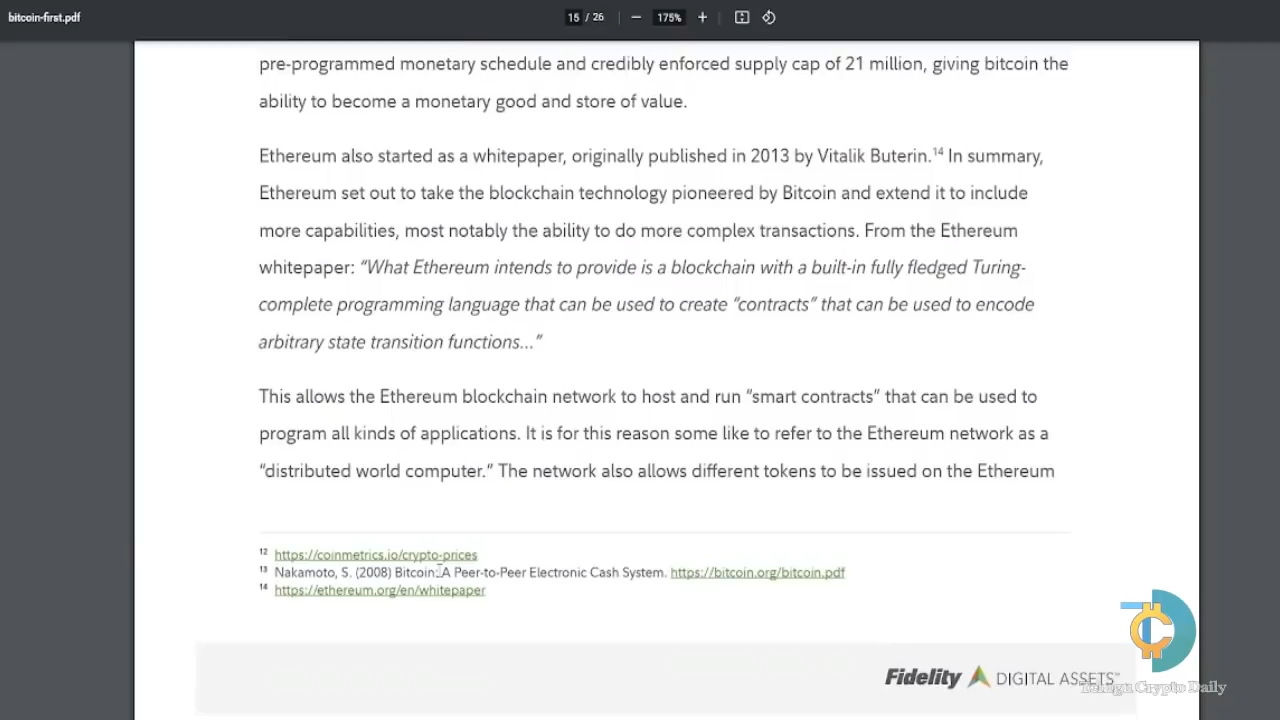 bitcoin-first.pdf
15 / 26 — 175% +
pre-programmed monetary schedule and credibly enforced supply cap of 21 million, giving bitcoin the
ability to become a monetary good and store of value.
Ethereum also started as a whitepaper, originally published in 2013 by Vitalik Buterin.¹⁴ In summary,
Ethereum set out to take the blockchain technology pioneered by Bitcoin and extend it to include
more capabilities, most notably the ability to do more complex transactions. From the Ethereum
whitepaper: “What Ethereum intends to provide is a blockchain with a built-in fully fledged Turing-
complete programming language that can be used to create “contracts” that can be used to encode
arbitrary state transition functions...”
This allows the Ethereum blockchain network to host and run “smart contracts” that can be used to
program all kinds of applications. It is for this reason some like to refer to the Ethereum network as a
“distributed world computer.” The network also allows different tokens to be issued on the Ethereum
12 https://coinmetrics.io/crypto-prices
13 Nakamoto, S. (2008) Bitcoin: A Peer-to-Peer Electronic Cash System. https://bitcoin.org/bitcoin.pdf
14 https://ethereum.org/en/whitepaper
Fidelity DIGITAL ASSETS℠
Telugu Crypto Daily